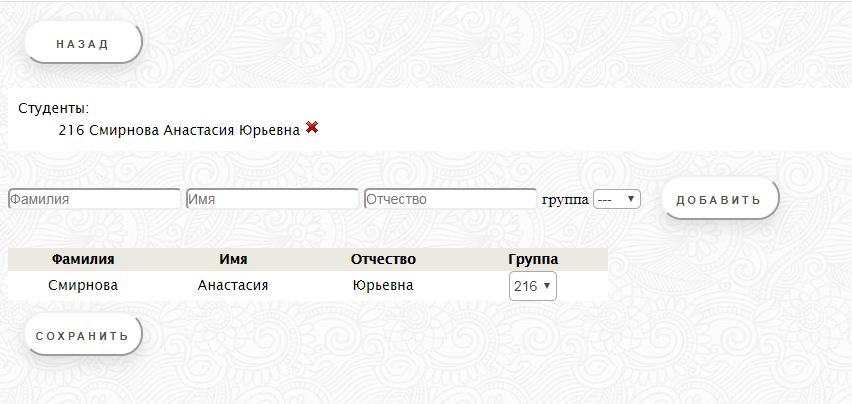 НАЗАД
Студенты:
216 Смирнова Анастасия Юрьевна
Фамилия Имя Отчество группа --- ДОБАВИТЬ
Фамилия Имя Отчество Группа
Смирнова Анастасия Юрьевна 216
СОХРАНИТЬ